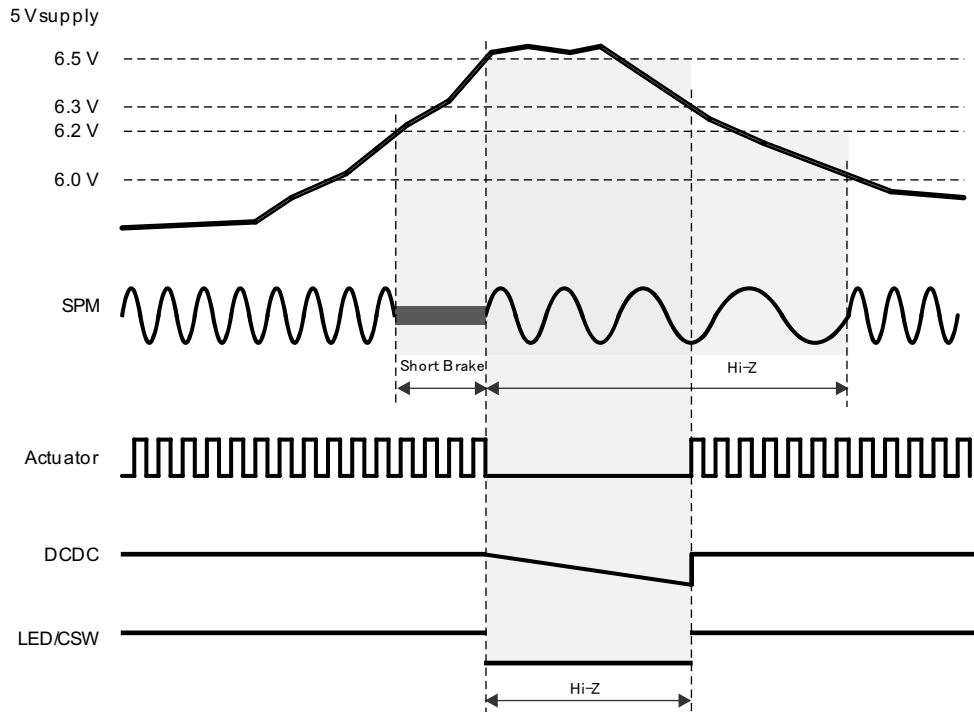 5 V supply
6.5 V
6.3 V
6.2 V
6.0 V
SPM
Short Brake
Hi-Z
Actuator
DCDC
LED/CSW
Hi-Z